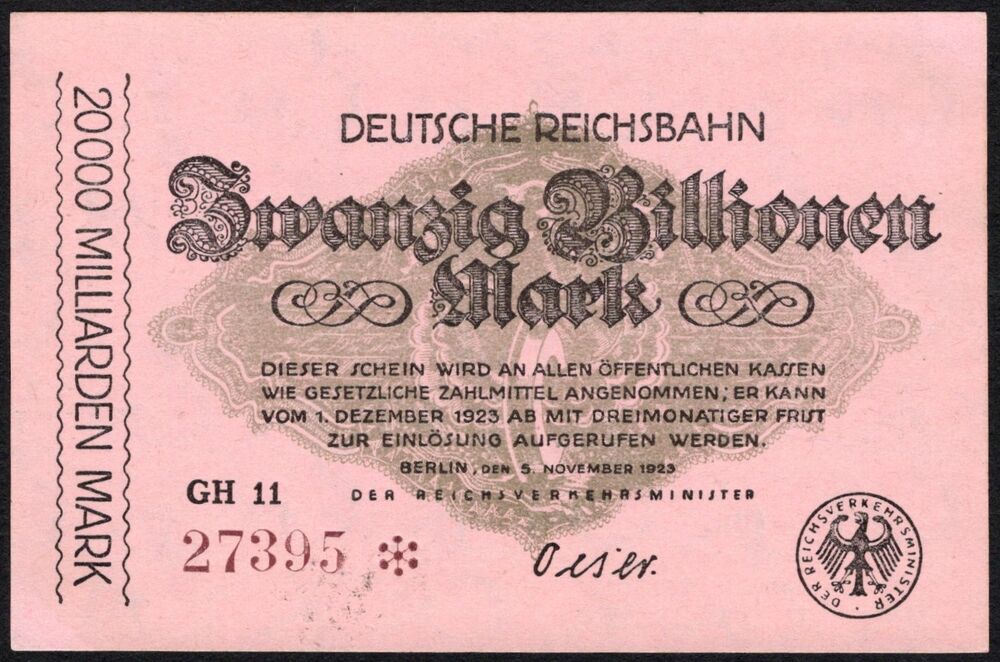 20000 MILLIARDEN MARK
DEUTSCHE REICHSBAHN
Zwanzig Billionen
Mark
DIESER SCHEIN WIRD AN ALLEN ÖFFENTLICHEN KASSEN
WIE GESETZLICHE ZAHLMITTEL ANGENOMMEN; ER KANN
VOM 1. DEZEMBER 1923 AB MIT DREIMONATIGER FRIST
ZUR EINLÖSUNG AUFGERUFEN WERDEN.
BERLIN, DEN 5. NOVEMBER 1923
DER REICHSVERKEHRSMINISTER
GH 11
27395 *
Oeser.
DER REICHSVERKEHRSMINISTER